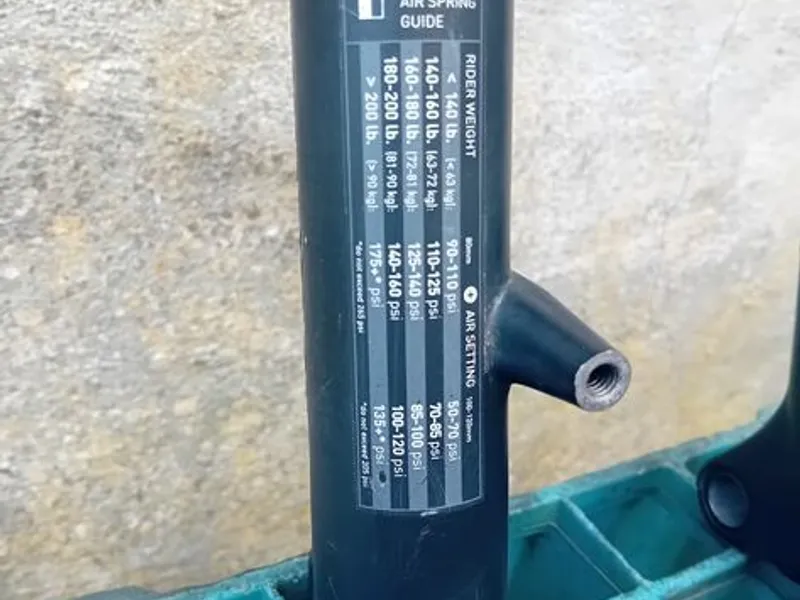 AIR SPRING
GUIDE
RIDER WEIGHT 80mm + AIR SETTING 100-120mm
< 140 lb. (< 63 kg): 90-110 psi 50-70 psi
140-160 lb. (63-72 kg): 110-125 psi 70-85 psi
160-180 lb. (72-81 kg): 125-140 psi 85-100 psi
180-200 lb. (81-90 kg): 140-160 psi 100-120 psi
> 200 lb. (> 90 kg): 175+* psi 135+* psi
*do not exceed 265 psi *do not exceed 205 psi